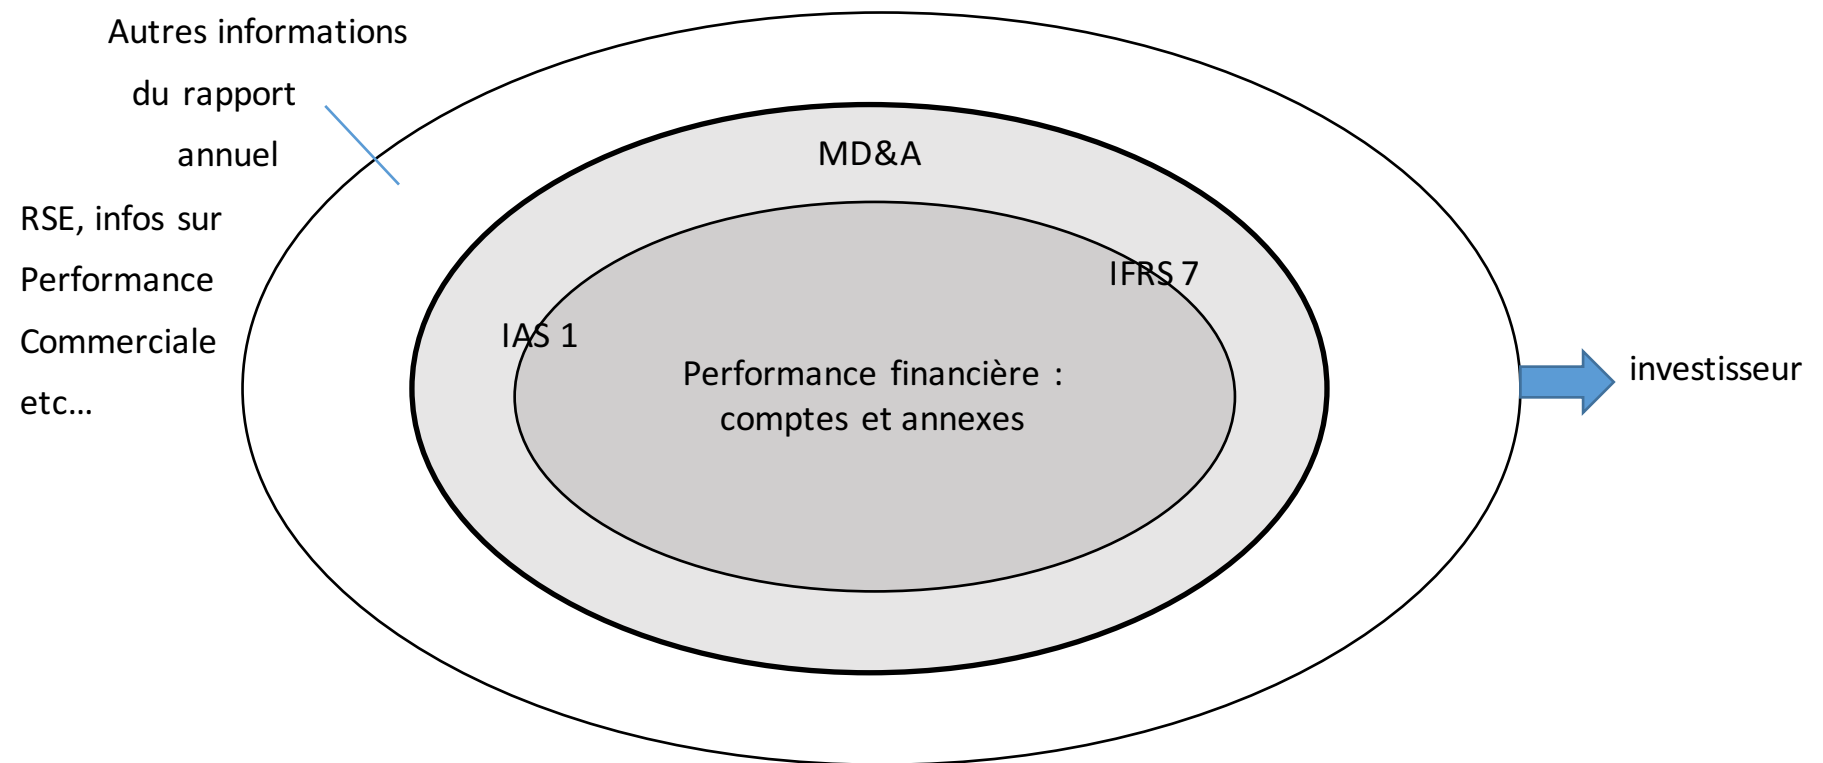 Autres informations
du rapport
annuel
RSE, infos sur
Performance
Commerciale
etc...
MD&A
IFRS 7
IAS 1
Performance financière :
comptes et annexes
investisseur